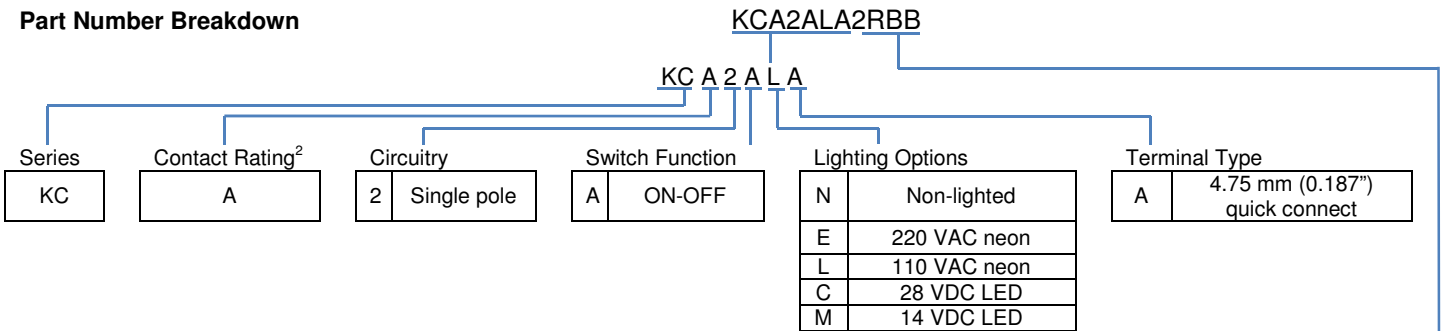 Part Number Breakdown
KCA2ALA2RBB
KC A 2 A L A
Series
Contact Rating²
Circuitry
Switch Function
Lighting Options
Terminal Type
KC
A
2 Single pole
A ON-OFF
N Non-lighted
E 220 VAC neon
L 110 VAC neon
C 28 VDC LED
M 14 VDC LED
A 4.75 mm (0.187”)
quick connect